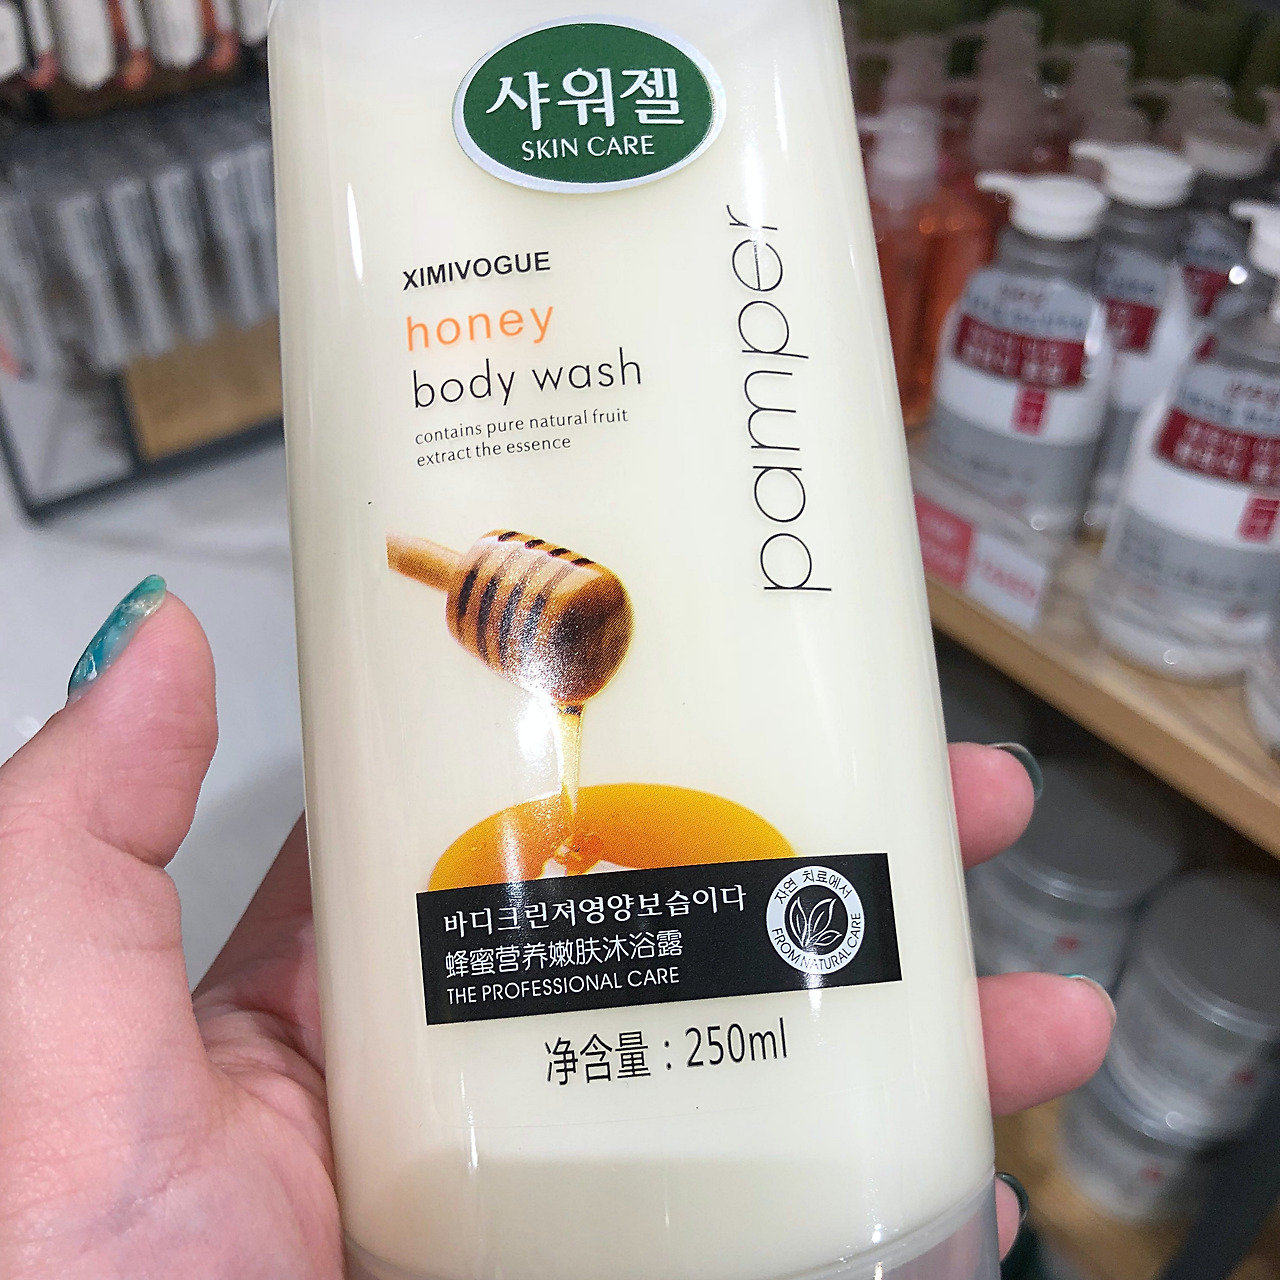 샤워젤
SKIN CARE
XIMIVOGUE
honey
body wash
contains pure natural fruit
extract the essence
pamper
바디크린져영양보습이다
蜂蜜营养嫩肤沐浴露
THE PROFESSIONAL CARE
자연 치료에서
FROM NATURAL CARE
净含量：250ml